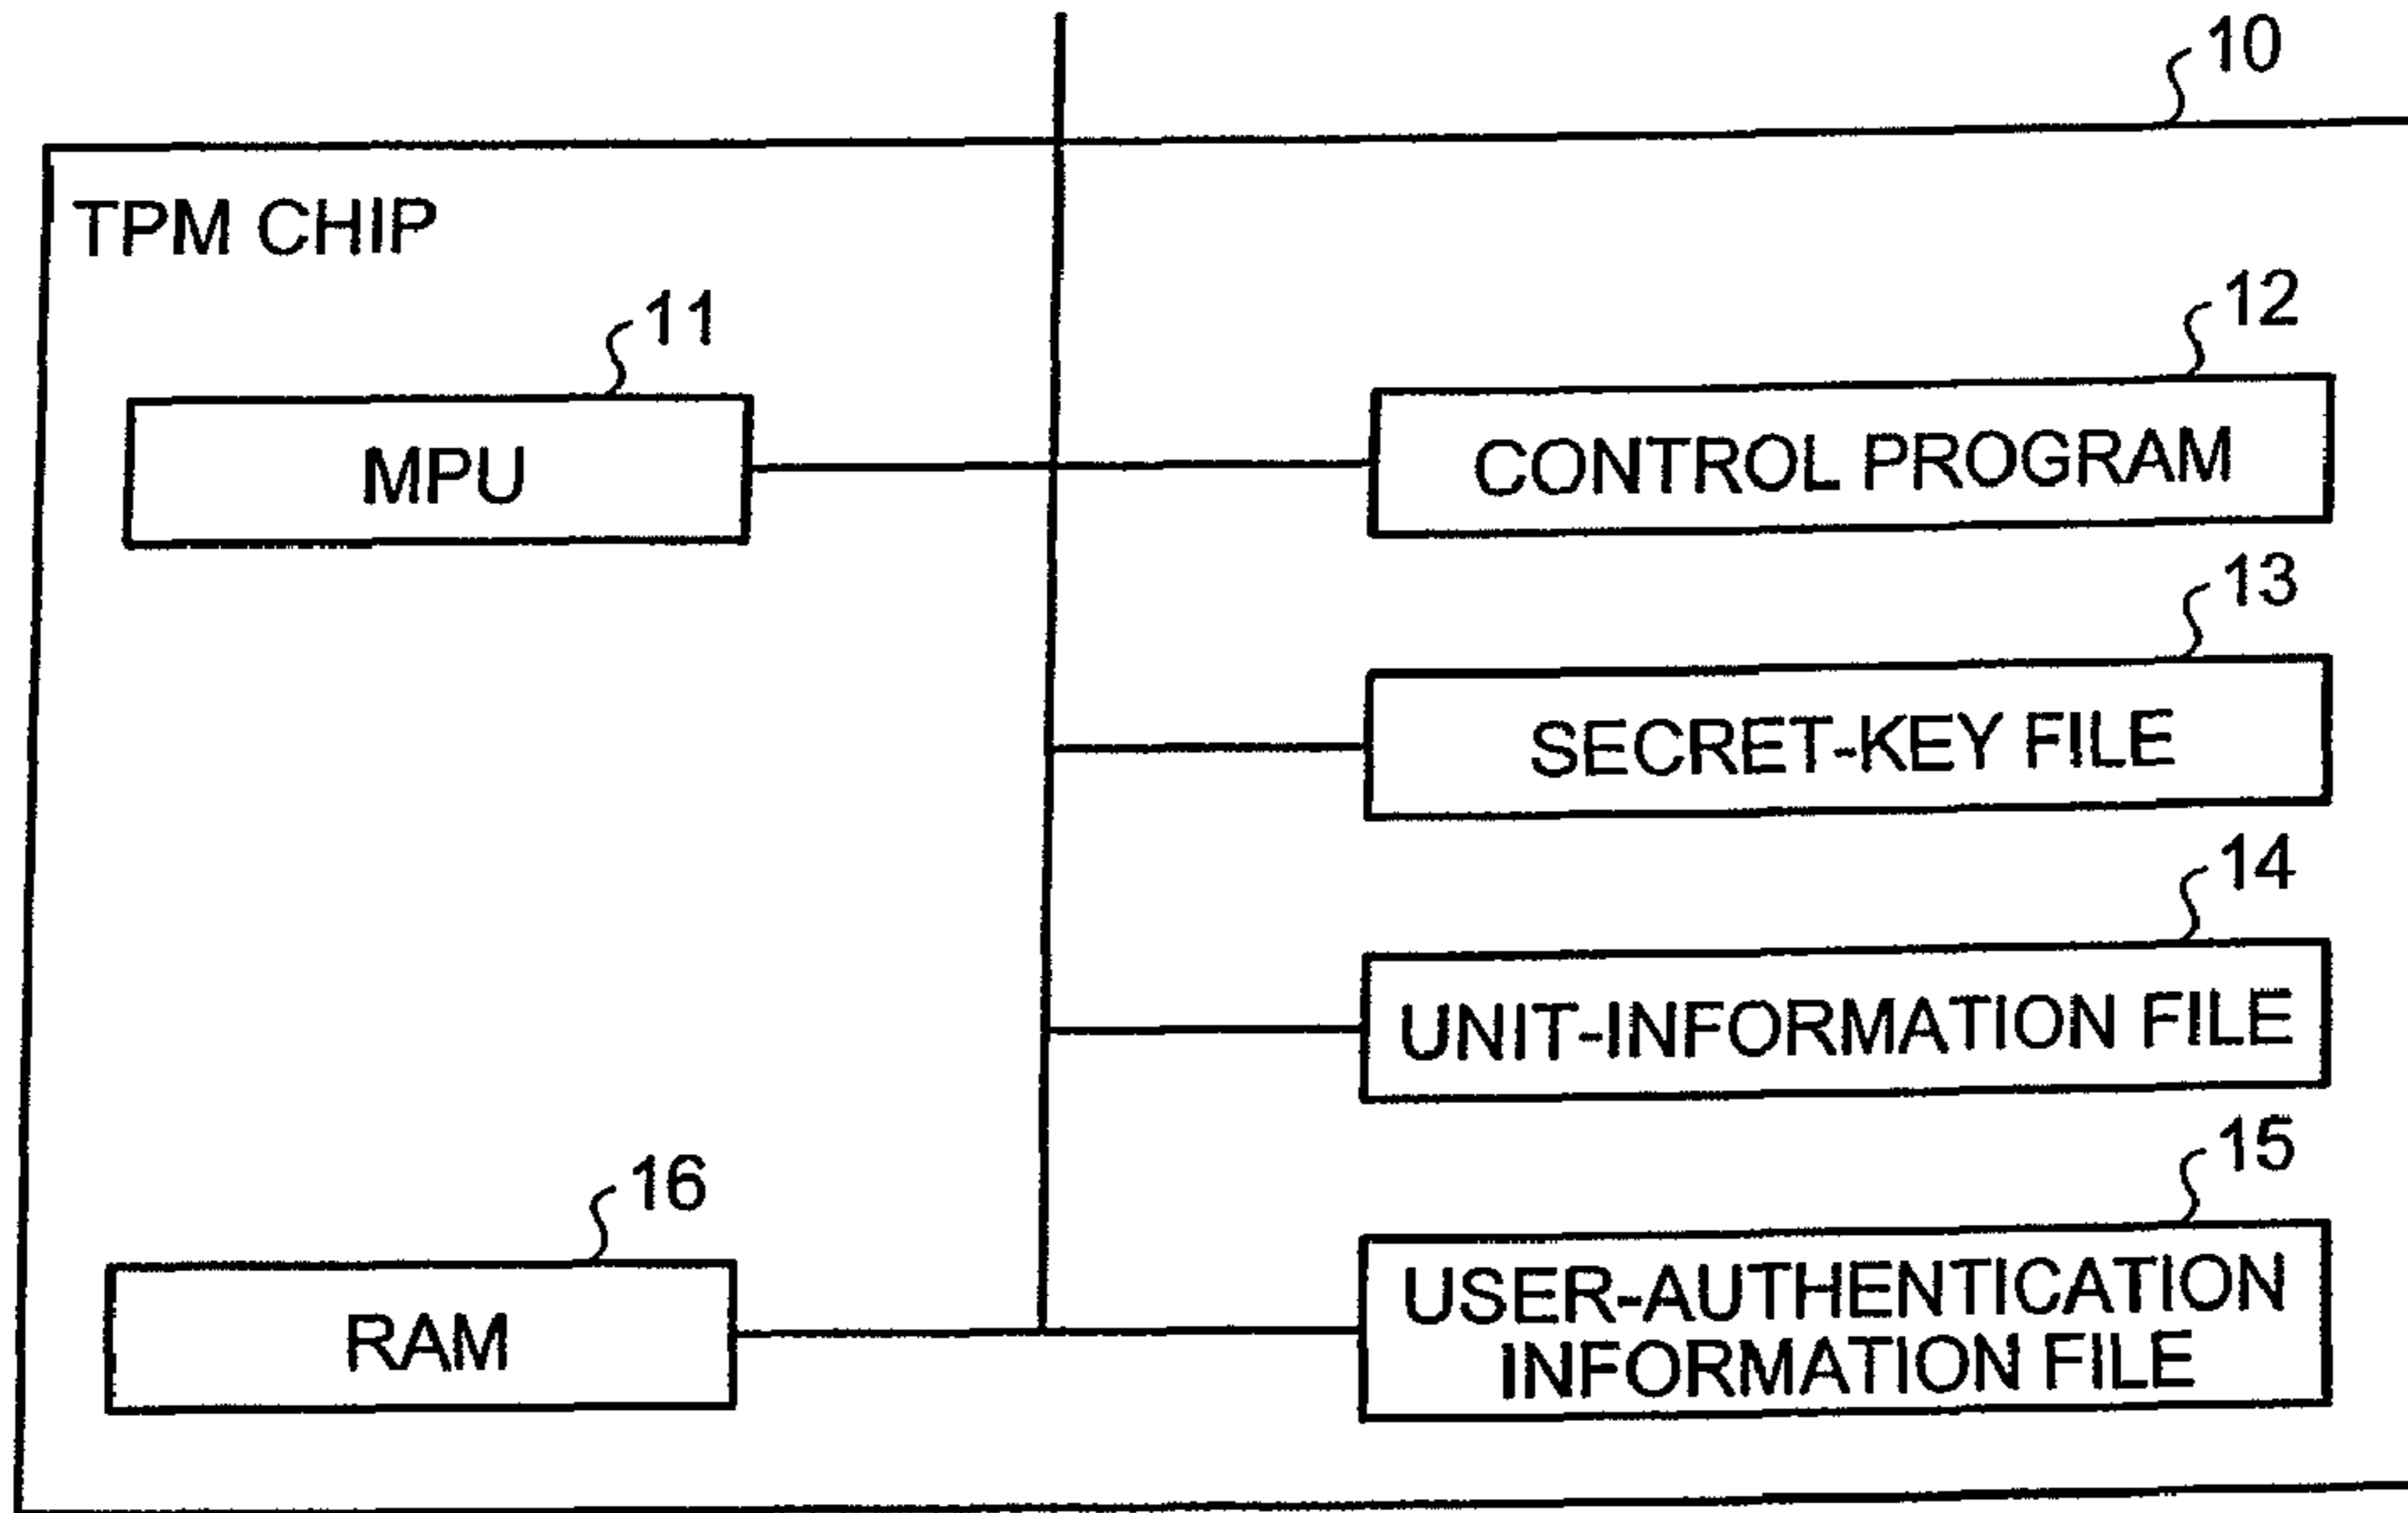 10
TPM CHIP
11
MPU
12
CONTROL PROGRAM
13
SECRET-KEY FILE
14
UNIT-INFORMATION FILE
15
USER-AUTHENTICATION
INFORMATION FILE
16
RAM